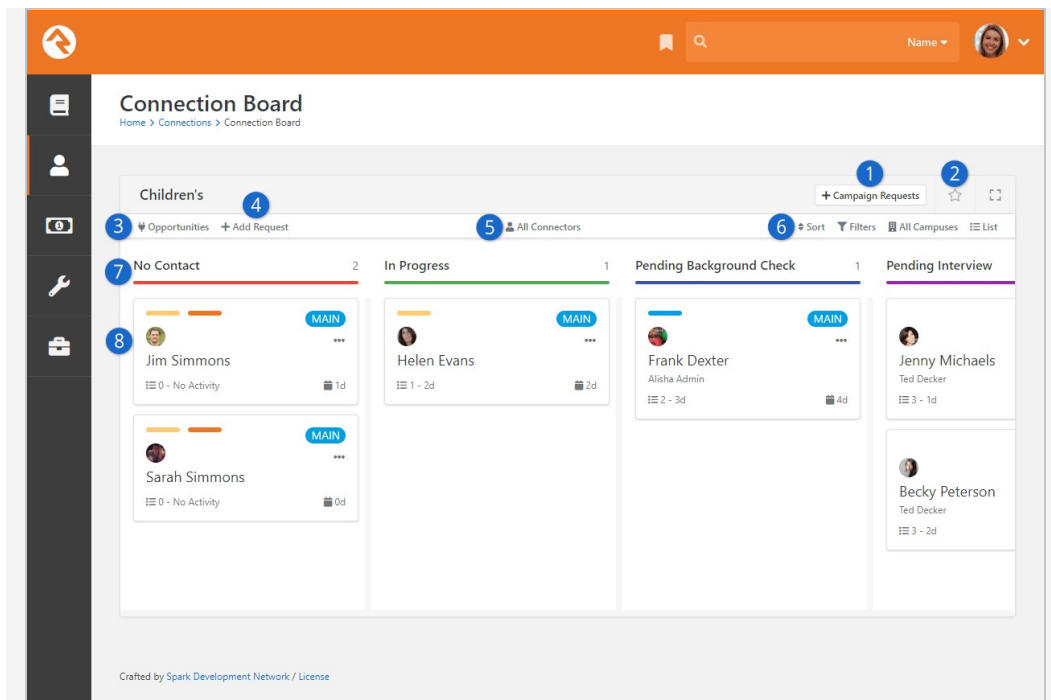 Name
Connection Board
Home > Connections > Connection Board
1 2
Children's + Campaign Requests
4
3 Opportunities + Add Request 5 All Connectors 6 Sort Filters All Campuses List
7 No Contact 2 In Progress 1 Pending Background Check 1 Pending Interview
8
MAIN MAIN MAIN
Jim Simmons Helen Evans Frank Dexter Jenny Michaels
Alisha Admin Ted Decker
0 - No Activity 1d 1 - 2d 2d 2 - 3d 4d 3 - 1d
MAIN
Sarah Simmons Becky Peterson
Ted Decker
0 - No Activity 0d 3 - 2d
Crafted by Spark Development Network / License